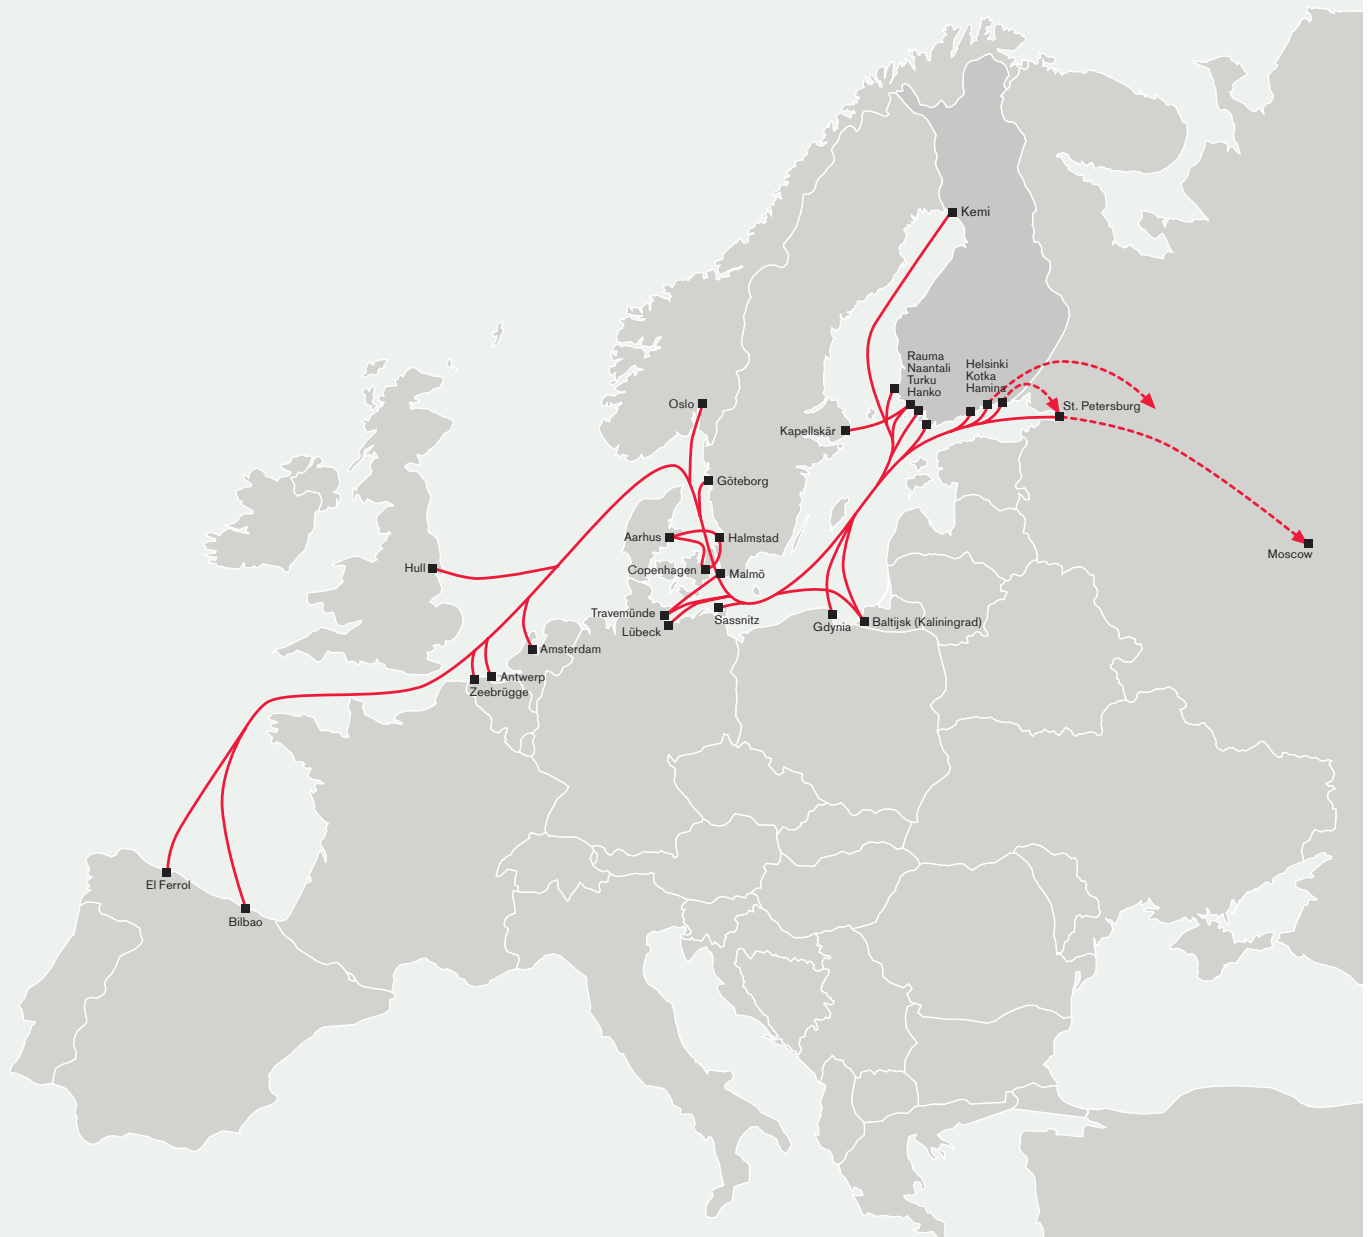 Kemi
Rauma
Naantali
Turku
Hanko
Helsinki
Kotka
Hamina
Oslo
St. Petersburg
Kapellskär
Göteborg
Aarhus
Halmstad
Moscow
Hull
Copenhagen
Malmö
Travemünde
Sassnitz
Lübeck
Gdynia
Baltijsk (Kaliningrad)
Amsterdam
Antwerp
Zeebrügge
El Ferrol
Bilbao